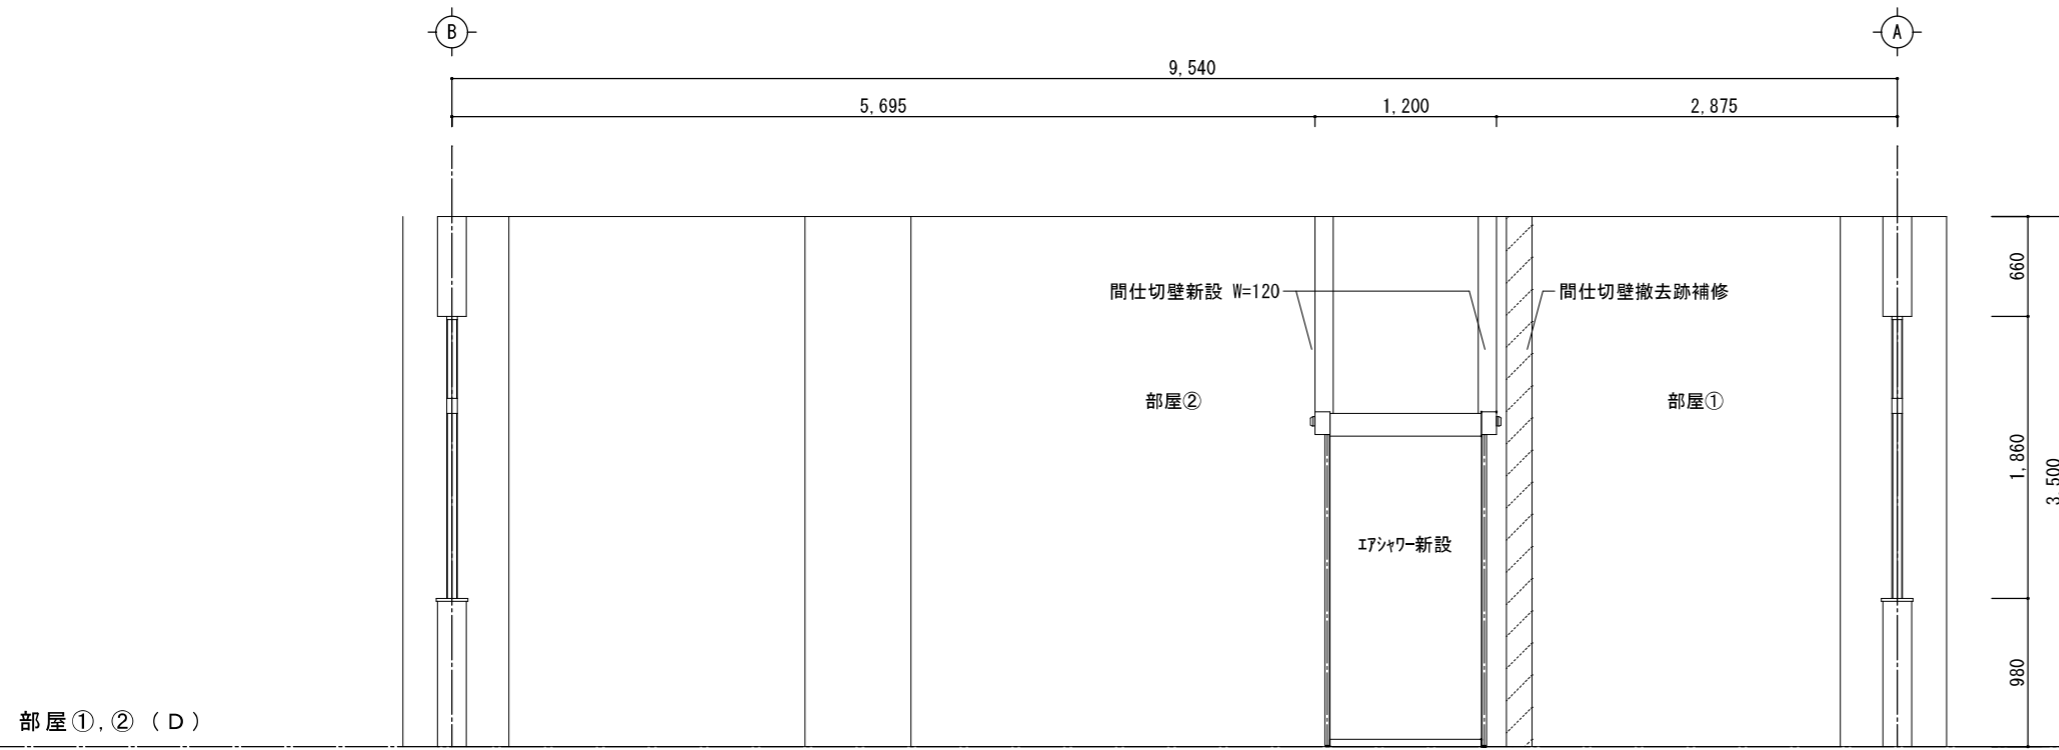 B
A
9,540
5,695
1,200
2,875
660
間仕切壁新設 W=120
間仕切壁撤去跡補修
部屋②
部屋①
1,860
3,500
エアシャワー新設
980
部屋①,②（D）